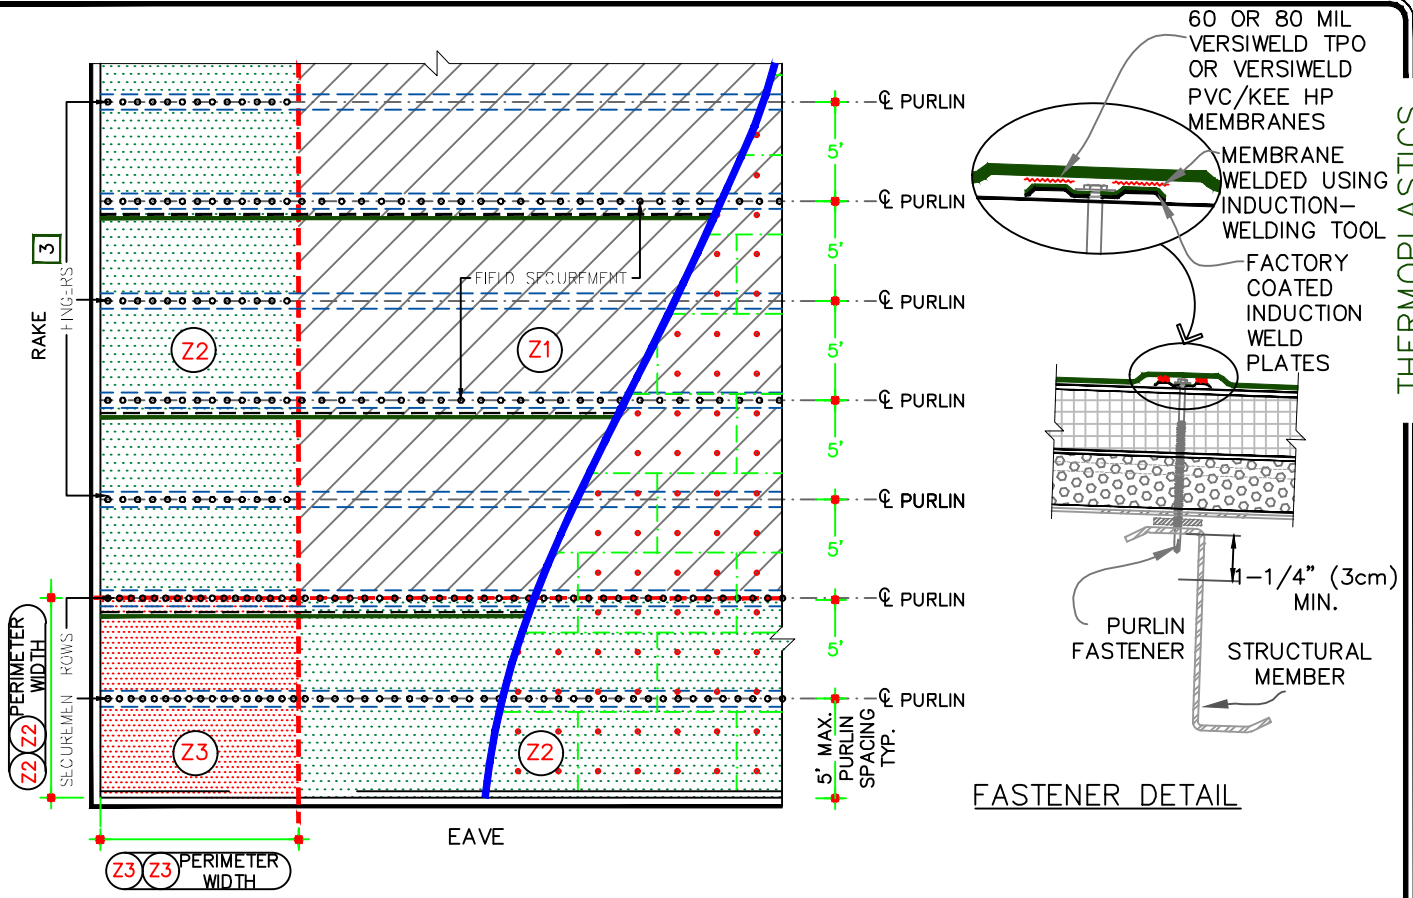 60 OR 80 MIL
VERSIWELD TPO
OR VERSIWELD
PVC/KEE HP
MEMBRANES
MEMBRANE
WELDED USING
INDUCTION-
WELDING TOOL
FACTORY
COATED
INDUCTION
WELD
PLATES
THERMOPLASTICS
℄ PURLIN
5'
℄ PURLIN
5'
℄ PURLIN
5'
℄ PURLIN
5'
℄ PURLIN
5'
℄ PURLIN
5'
℄ PURLIN
5' MAX.
PURLIN
SPACING
TYP.
3
RAKE
FINGERS
FIELD SECUREMENT
Z2
Z1
Z3
Z2
Z2 Z2 PERIMETER
WIDTH
SECUREMEN ROWS
EAVE
Z3 Z3 PERIMETER
WIDTH
1-1/4" (3cm)
MIN.
PURLIN
FASTENER
STRUCTURAL
MEMBER
FASTENER DETAIL